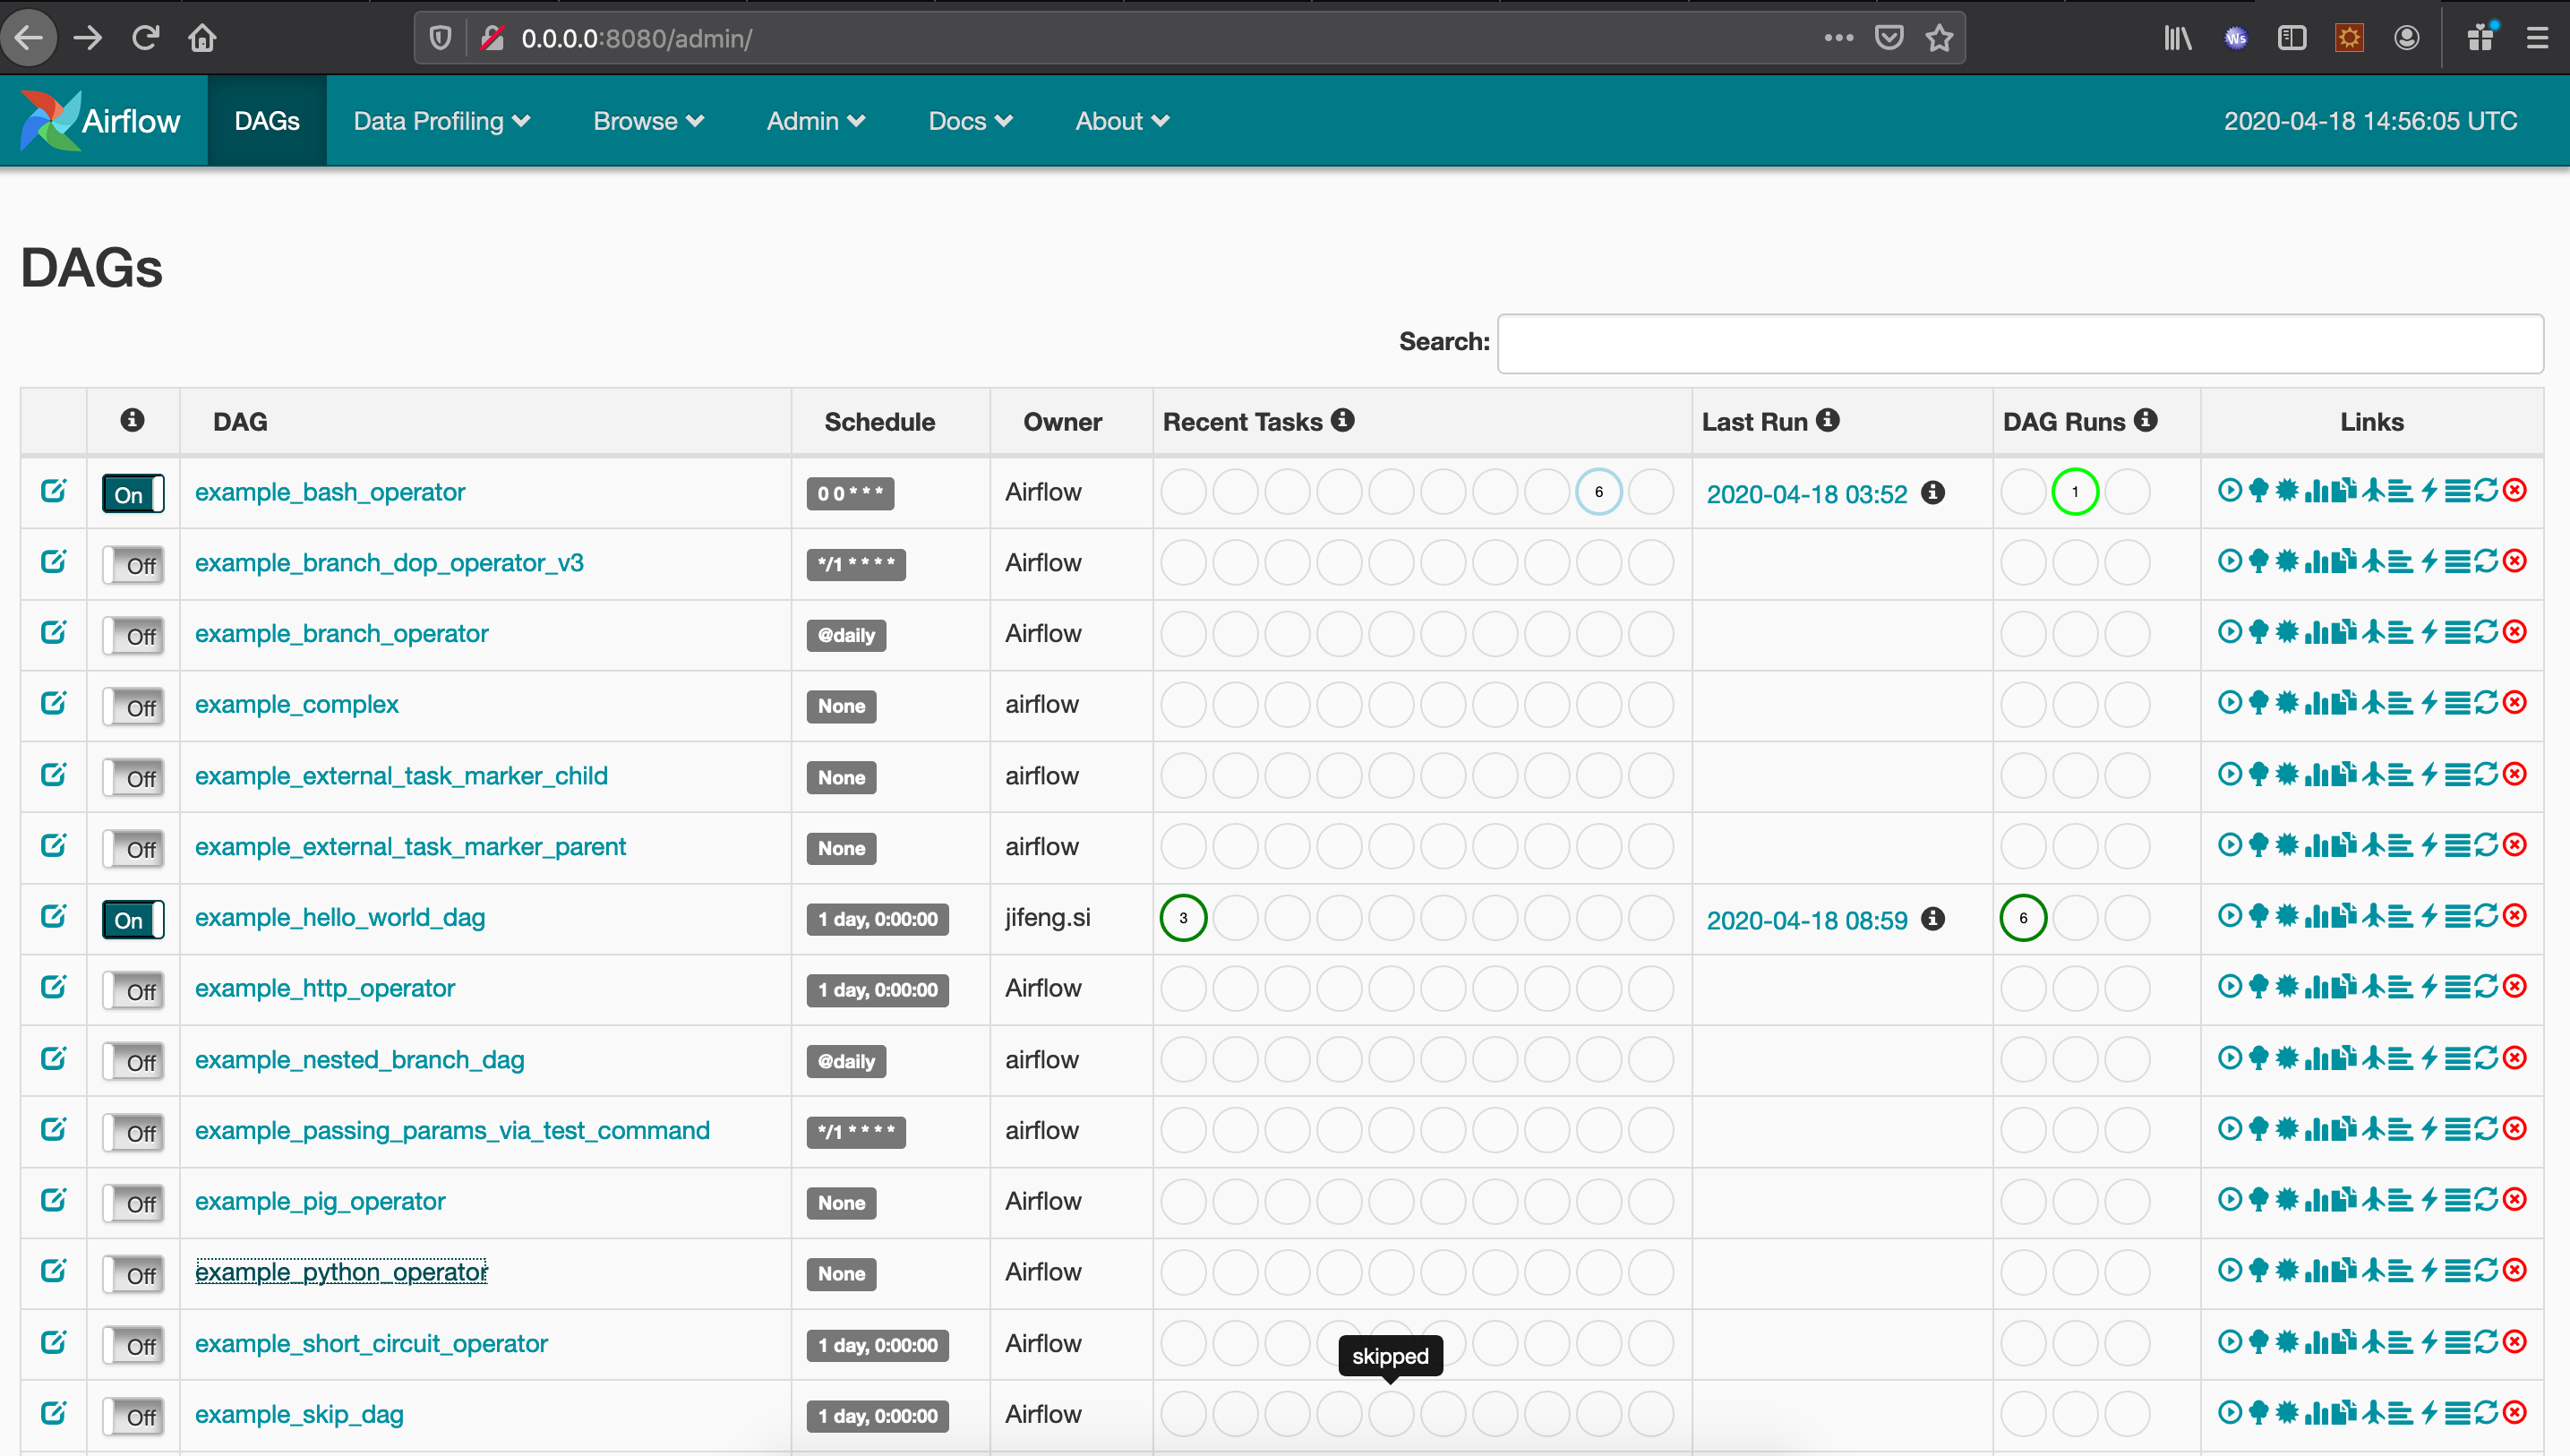 0.0.0.0:8080/admin/
Ws
Airflow DAGs Data Profiling Browse Admin Docs About 2020-04-18 14:56:05 UTC
DAGs
Search:
DAG Schedule Owner Recent Tasks Last Run DAG Runs Links
On example_bash_operator 0 0 * * * Airflow 6 2020-04-18 03:52 1
Off example_branch_dop_operator_v3 */1 * * * * Airflow
Off example_branch_operator @daily Airflow
Off example_complex None airflow
Off example_external_task_marker_child None airflow
Off example_external_task_marker_parent None airflow
On example_hello_world_dag 1 day, 0:00:00 jifeng.si 3 2020-04-18 08:59 6
Off example_http_operator 1 day, 0:00:00 Airflow
Off example_nested_branch_dag @daily airflow
Off example_passing_params_via_test_command */1 * * * * airflow
Off example_pig_operator None Airflow
Off example_python_operator None Airflow
Off example_short_circuit_operator 1 day, 0:00:00 Airflow
skipped
Off example_skip_dag 1 day, 0:00:00 Airflow